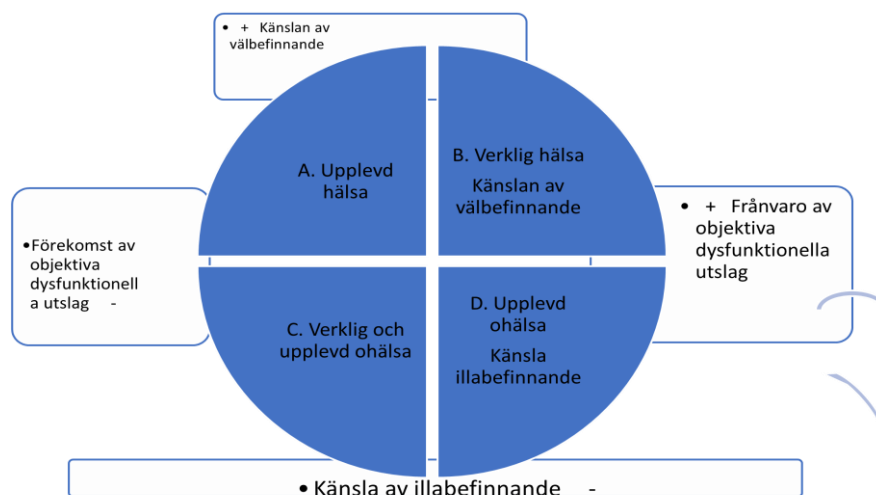 • + Känslan av
välbefinnande
A. Upplevd
hälsa
B. Verklig hälsa
Känslan av
välbefinnande
•Förekomst av
objektiva
dysfunktionell
a utslag -
• + Frånvaro av
objektiva
dysfunktionella
utslag
C. Verklig och
upplevd ohälsa
D. Upplevd
ohälsa
Känsla
illabefinnande
• Känsla av illabefinnande -